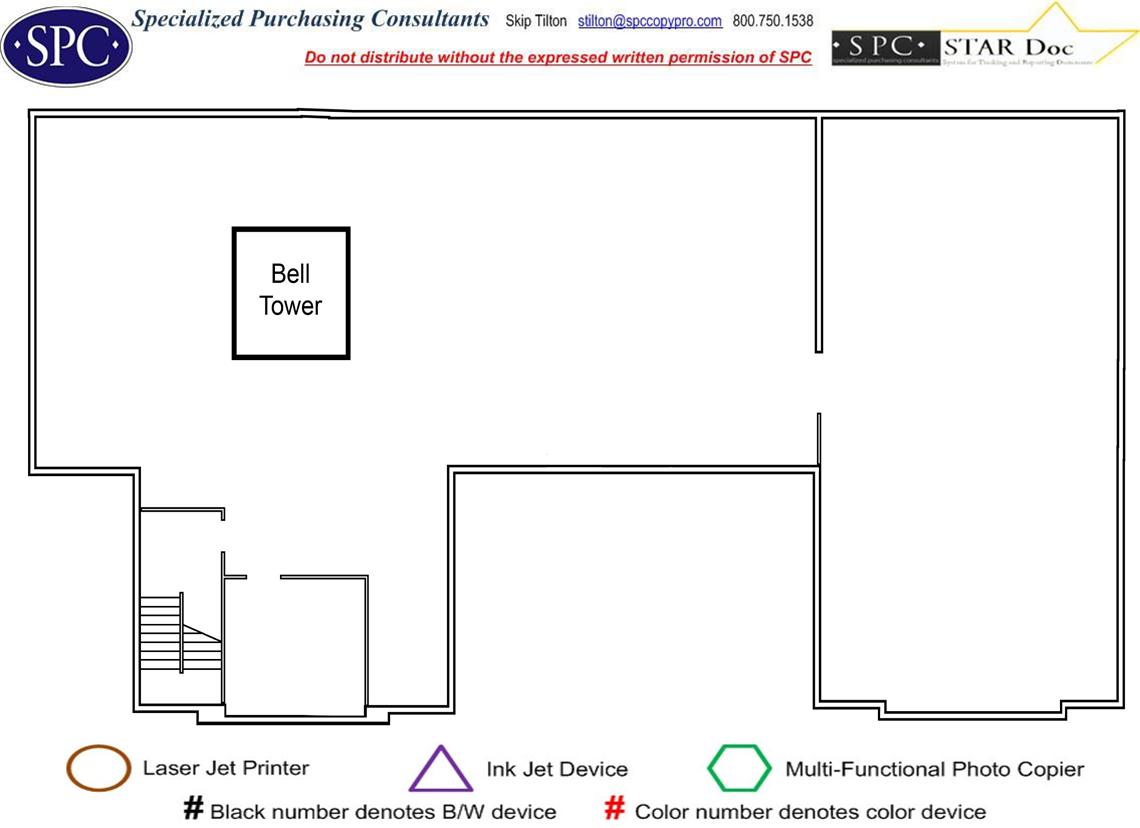 SPC
Specialized Purchasing Consultants Skip Tilton stilton@spccopypro.com 800.750.1538
Do not distribute without the expressed written permission of SPC
SPC STAR Doc
specialized purchasing consultants System for Tracking and Reporting Documents
Bell
Tower
Laser Jet Printer Ink Jet Device Multi-Functional Photo Copier
# Black number denotes B/W device # Color number denotes color device